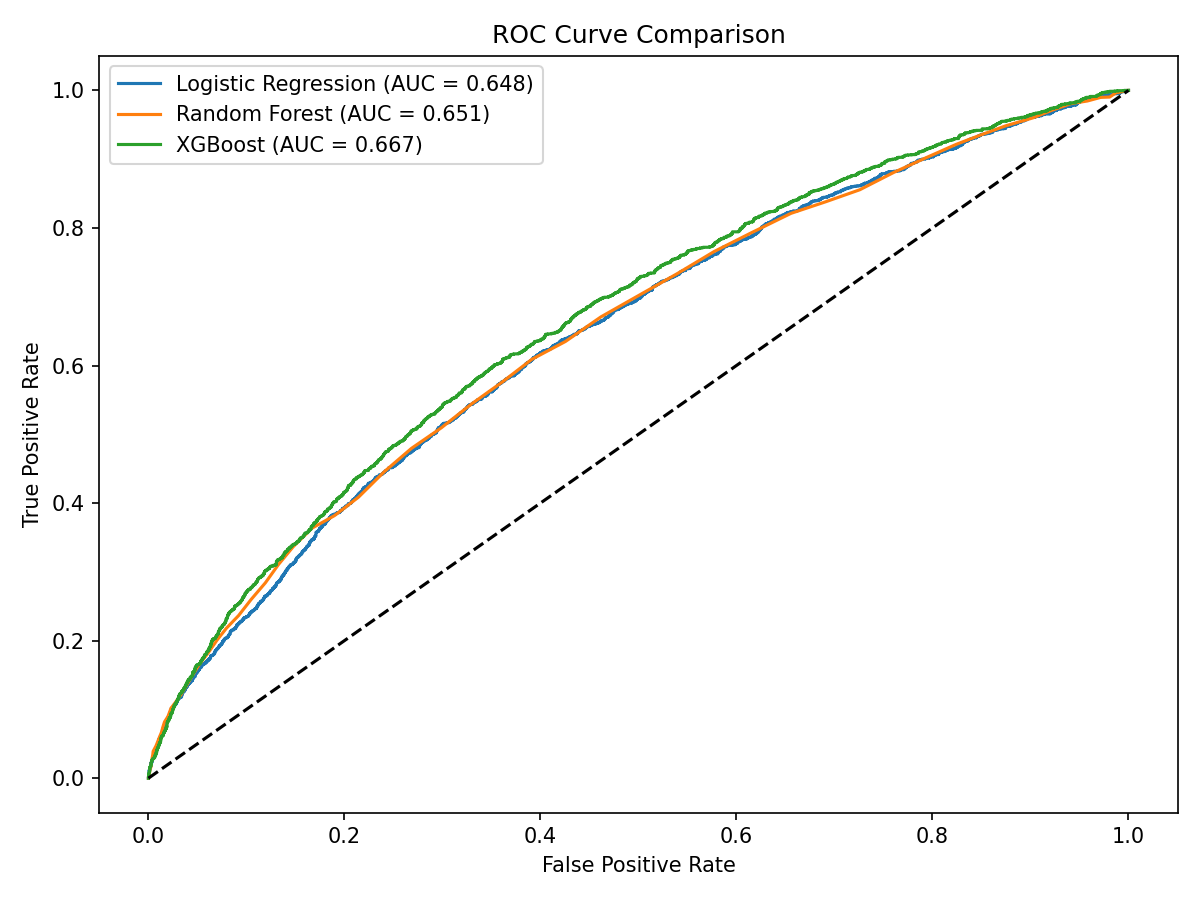 ROC Curve Comparison
Logistic Regression (AUC = 0.648)
Random Forest (AUC = 0.651)
XGBoost (AUC = 0.667)
True Positive Rate
1.0
0.8
0.6
0.4
0.2
0.0
0.0 0.2 0.4 0.6 0.8 1.0
False Positive Rate